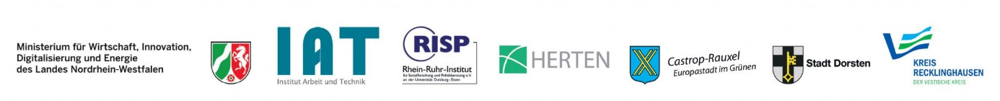 Ministerium für Wirtschaft, Innovation,
Digitalisierung und Energie
des Landes Nordrhein-Westfalen
IAT
Institut Arbeit und Technik
RISP
Rhein-Ruhr-Institut
für Sozialforschung und Politikberatung e.V.
an der Universität Duisburg - Essen
HERTEN
Castrop-Rauxel
Europastadt im Grünen
Stadt Dorsten
KREIS
RECKLINGHAUSEN
DER VESTISCHE KREIS